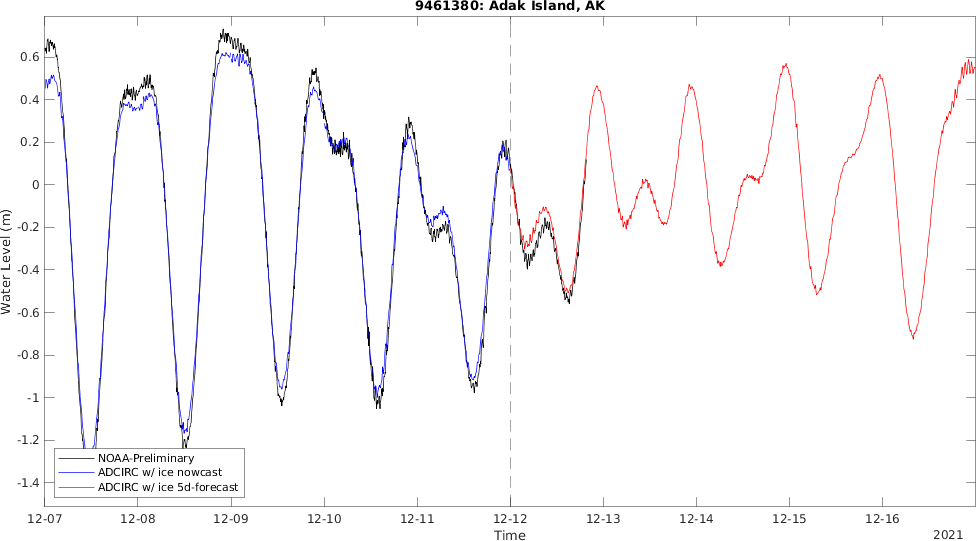 9461380: Adak Island, AK
Water Level (m)
0.6
0.4
0.2
0
-0.2
-0.4
-0.6
-0.8
-1
-1.2
-1.4
NOAA-Preliminary
ADCIRC w/ ice nowcast
ADCIRC w/ ice 5d-forecast
12-07 12-08 12-09 12-10 12-11 12-12 12-13 12-14 12-15 12-16
Time
2021